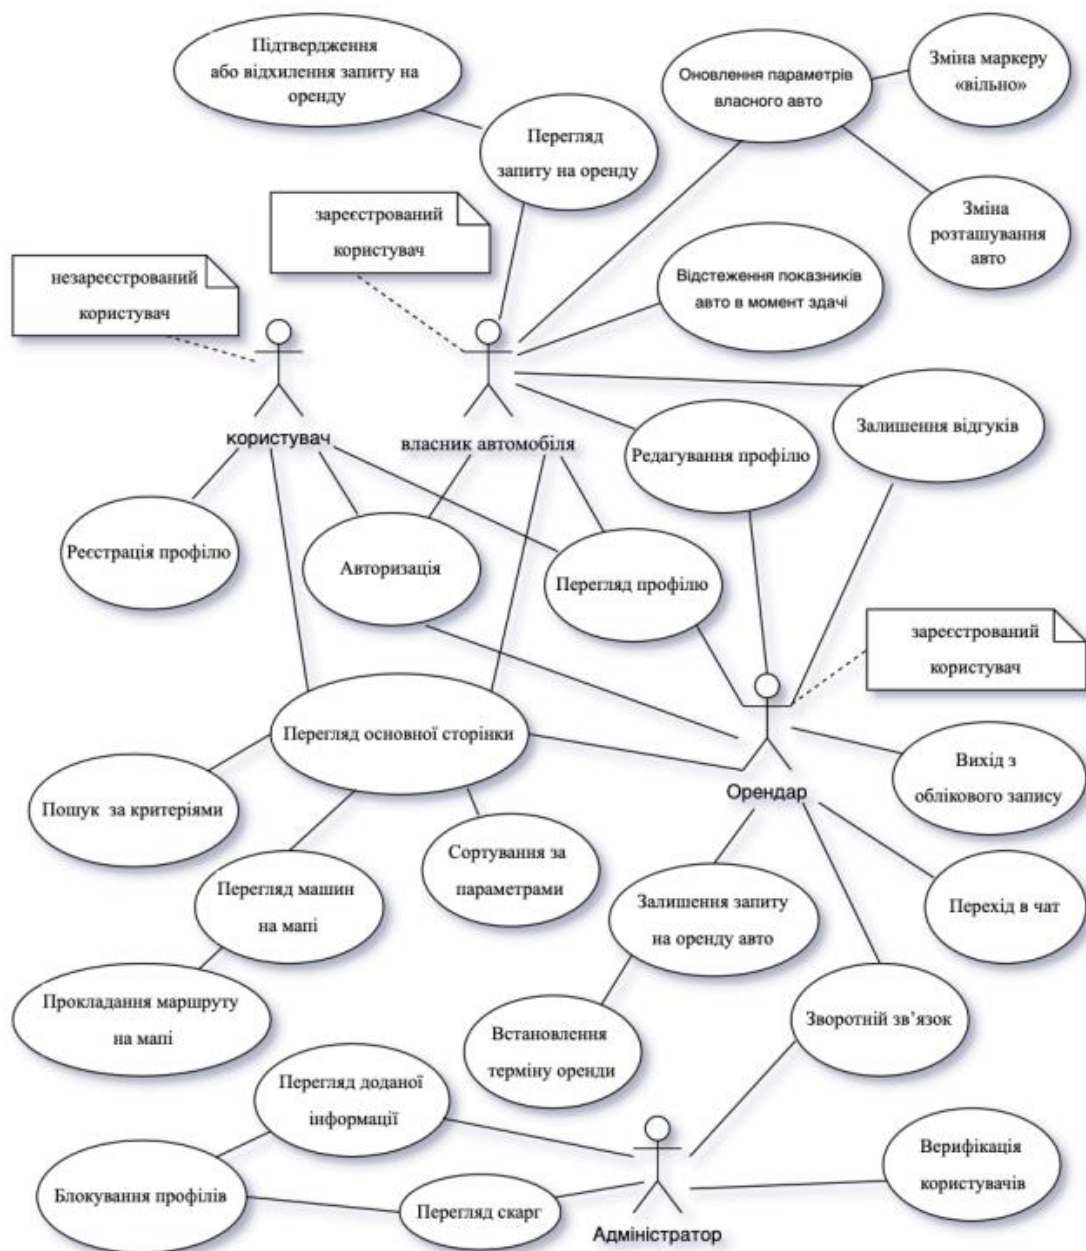 Підтвердження
або відхилення запиту на
оренду
Оновлення параметрів
власного авто
Зміна маркеру
«вільно»
Перегляд
запиту на оренду
зареєстрований
користувач
Зміна
розташування
авто
незареєстрований
користувач
Відстеження показників
авто в момент здачі
користувач
власник автомобіля
Редагування профілю
Залишення відгуків
Реєстрація профілю
Авторизація
Перегляд профілю
зареєстрований
користувач
Перегляд основної сторінки
Орендар
Вихід з
облікового запису
Пошук за критеріями
Сортування за
параметрами
Перегляд машин
на мапі
Залишення запиту
на оренду авто
Перехід в чат
Прокладання маршруту
на мапі
Встановлення
терміну оренди
Зворотній зв’язок
Перегляд доданої
інформації
Блокування профілів
Перегляд скарг
Адміністратор
Верифікація
користувачів